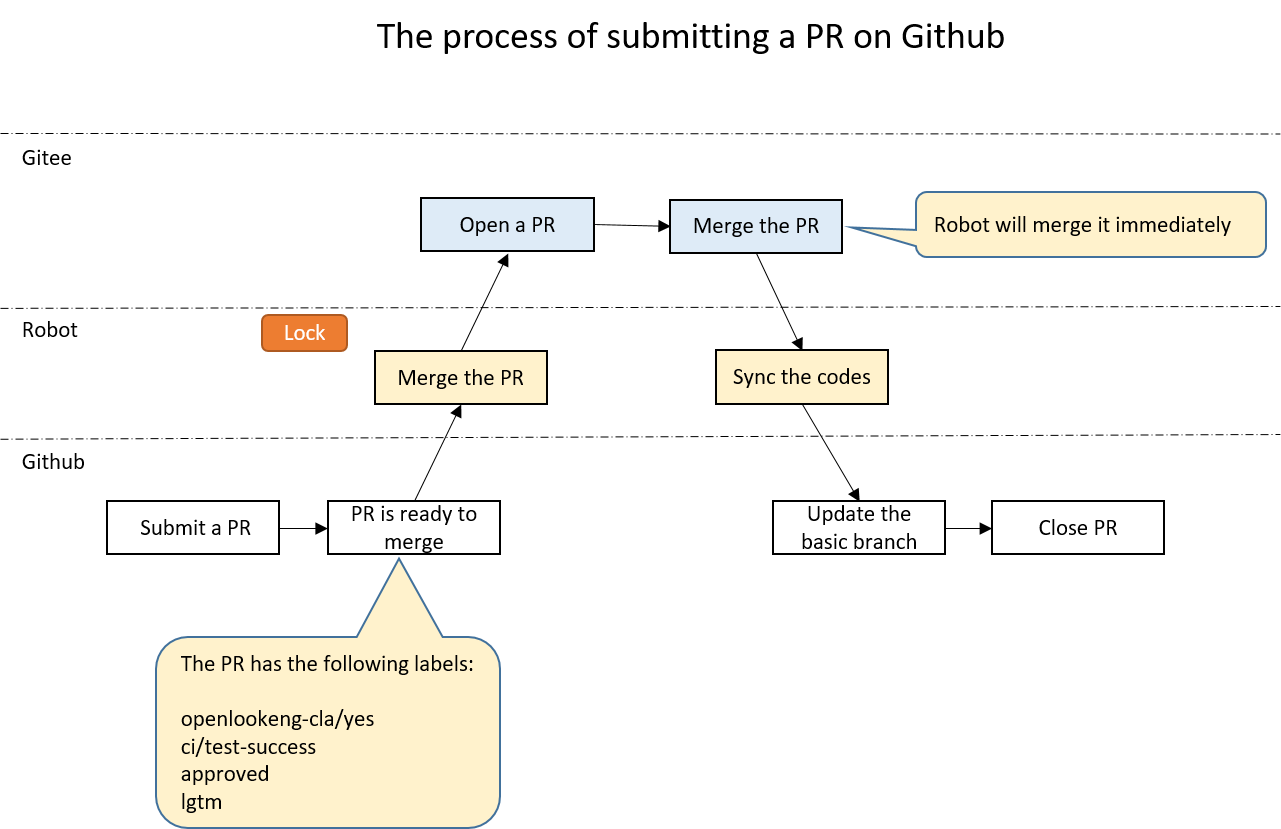 The process of submitting a PR on Github
Gitee
Open a PR
Merge the PR
Robot will merge it immediately
Robot
Lock
Merge the PR
Sync the codes
Github
Submit a PR
PR is ready to
merge
Update the
basic branch
Close PR
The PR has the following labels:
openlookeng-cla/yes
ci/test-success
approved
lgtm